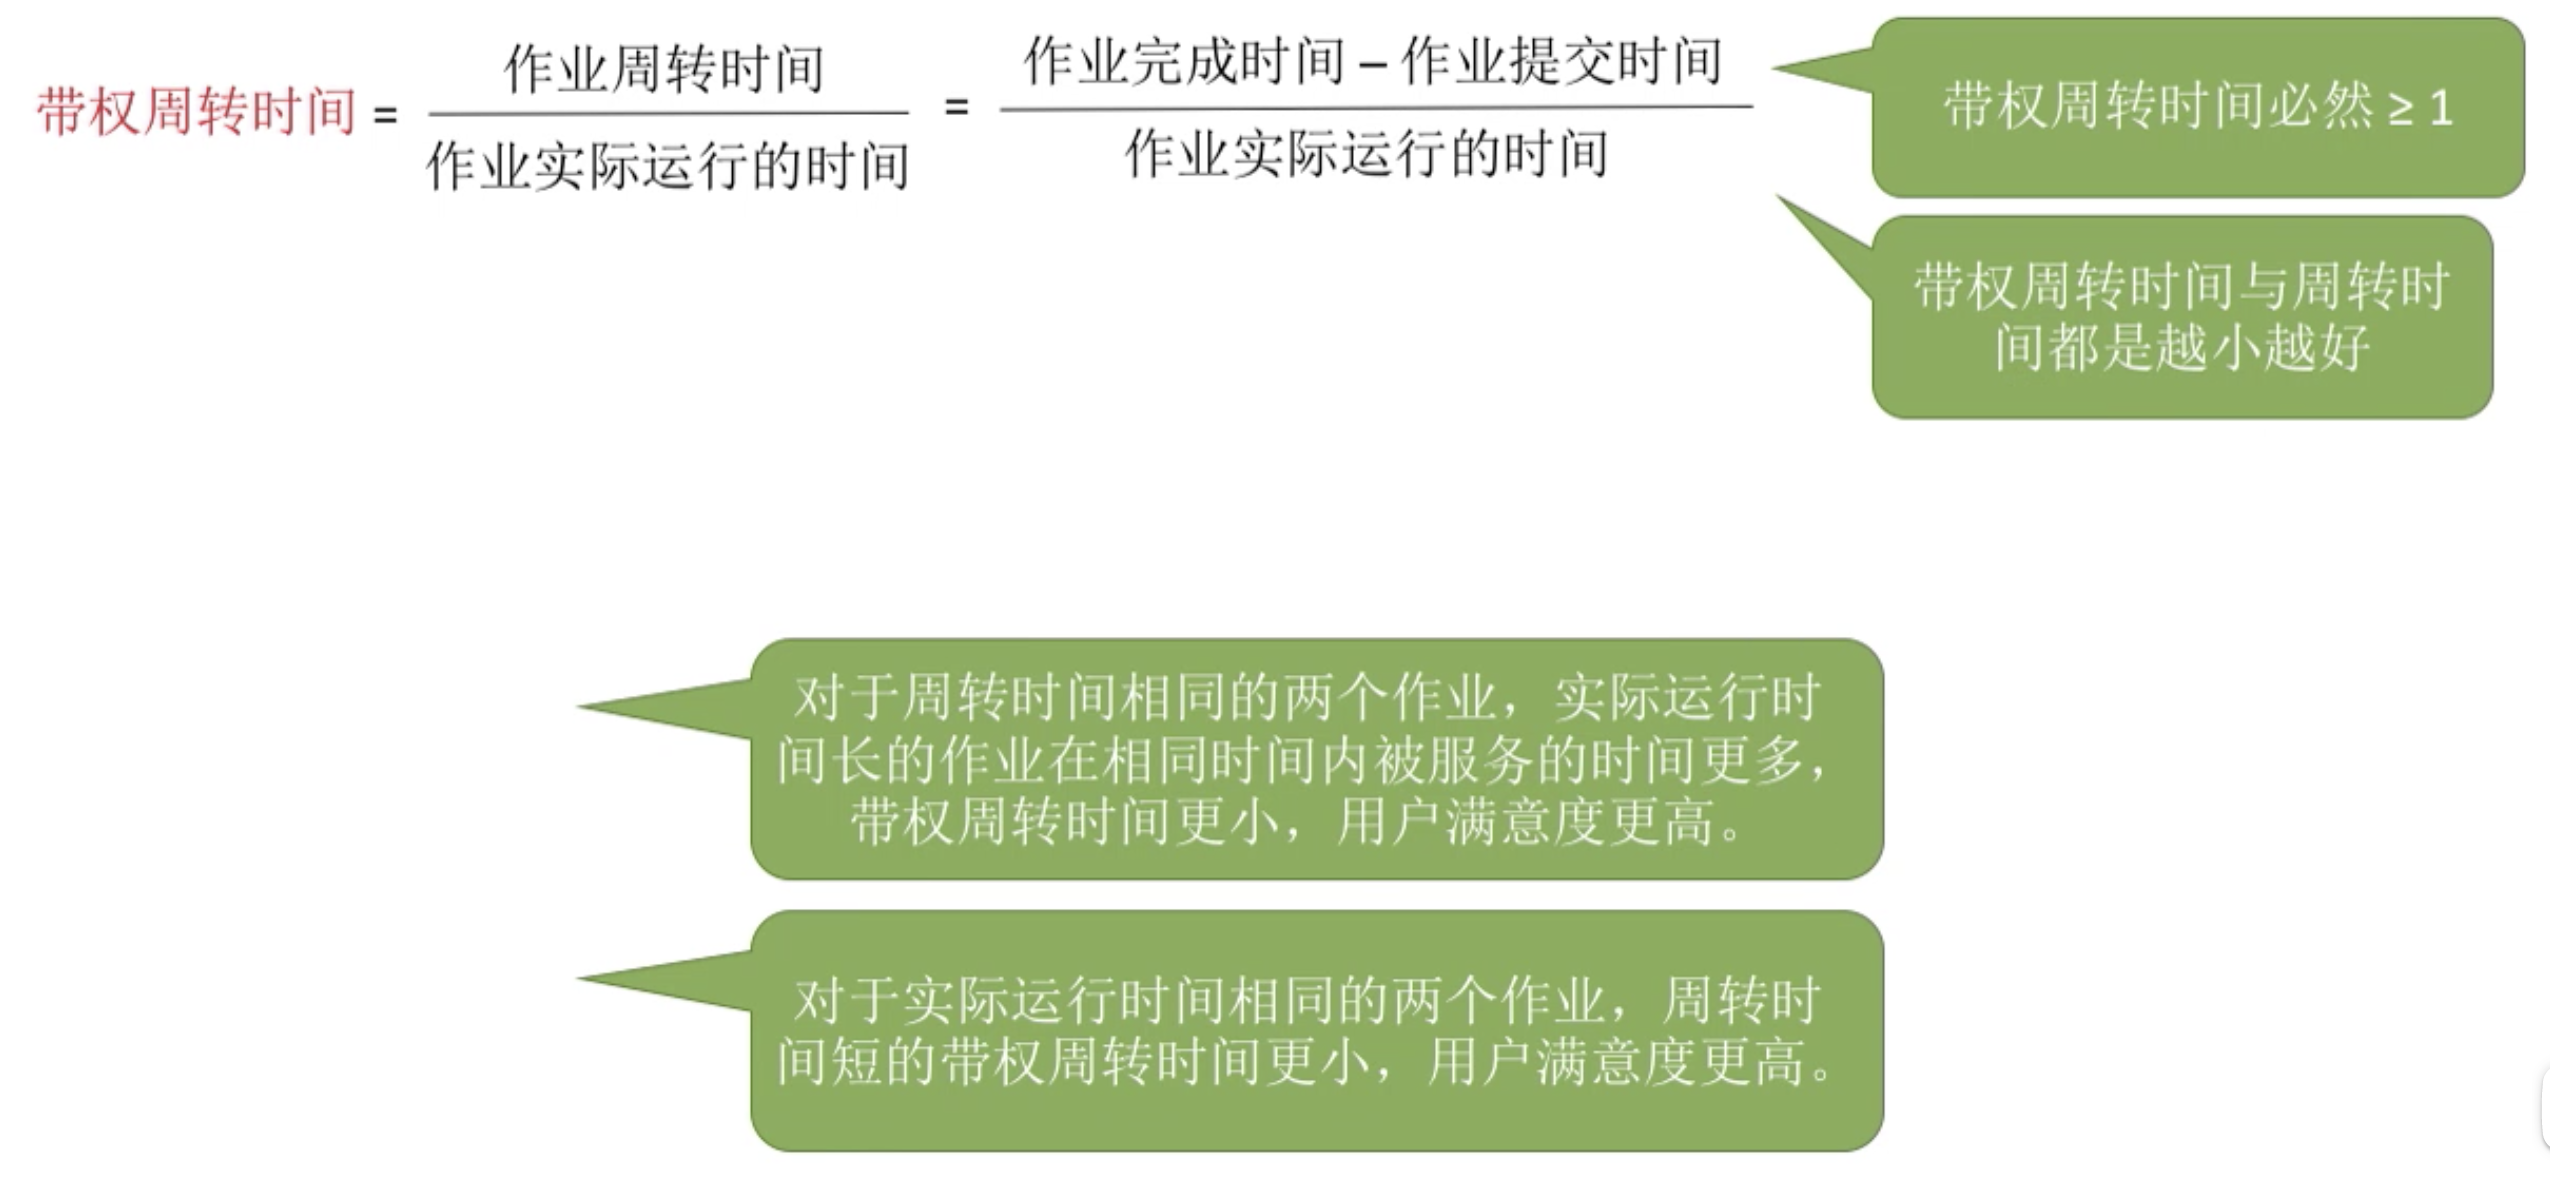 带权周转时间 = 作业周转时间 / 作业实际运行的时间 = 作业完成时间 – 作业提交时间 / 作业实际运行的时间
带权周转时间必然 ≥ 1
带权周转时间与周转时
间都是越小越好
对于周转时间相同的两个作业，实际运行时
间长的作业在相同时间内被服务的时间更多，
带权周转时间更小，用户满意度更高。
对于实际运行时间相同的两个作业，周转时
间短的带权周转时间更小，用户满意度更高。